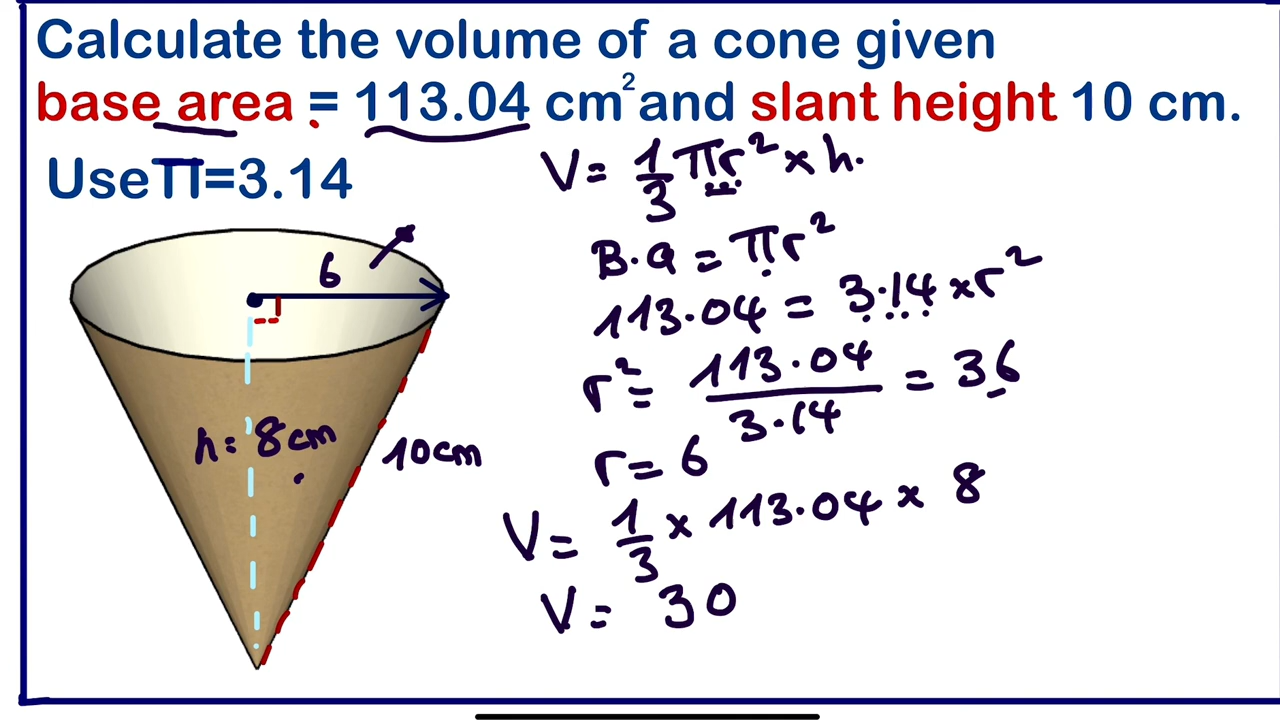 Calculate the volume of a cone given
base area = 113.04 cm² and slant height 10 cm.
Use π=3.14
V = 1/3 πr² × h.
B.a = πr²
113.04 = 3.14 × r²
r² = 113.04/3.14 = 36
r = 6
V = 1/3 × 113.04 × 8
V = 30
6
h = 8cm
10cm